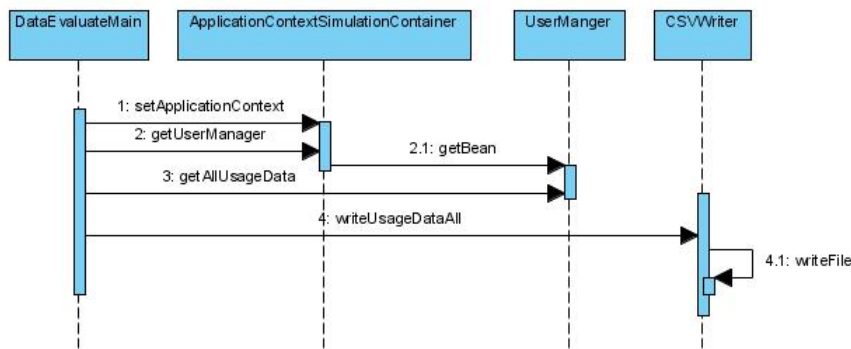 DataEvaluateMain
ApplicationContextSimulationContainer
UserManger
CSVWriter
1: setApplicationContext
2: getUserManager
2.1: getBean
3: getAllUsageData
4: writeUsageDataAll
4.1: writeFile